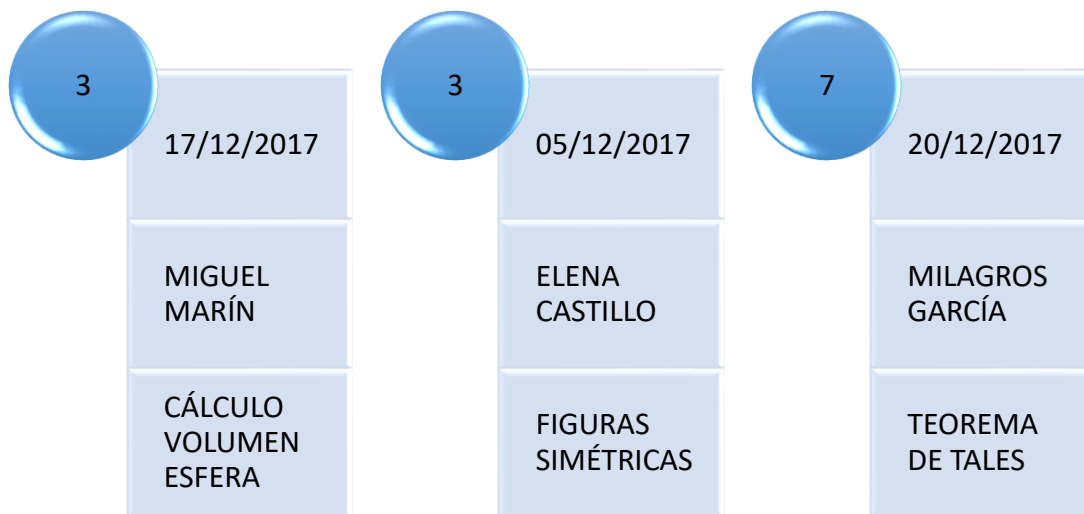 3
17/12/2017
MIGUEL
MARÍN
CÁLCULO
VOLUMEN
ESFERA
3
05/12/2017
ELENA
CASTILLO
FIGURAS
SIMÉTRICAS
7
20/12/2017
MILAGROS
GARCÍA
TEOREMA
DE TALES